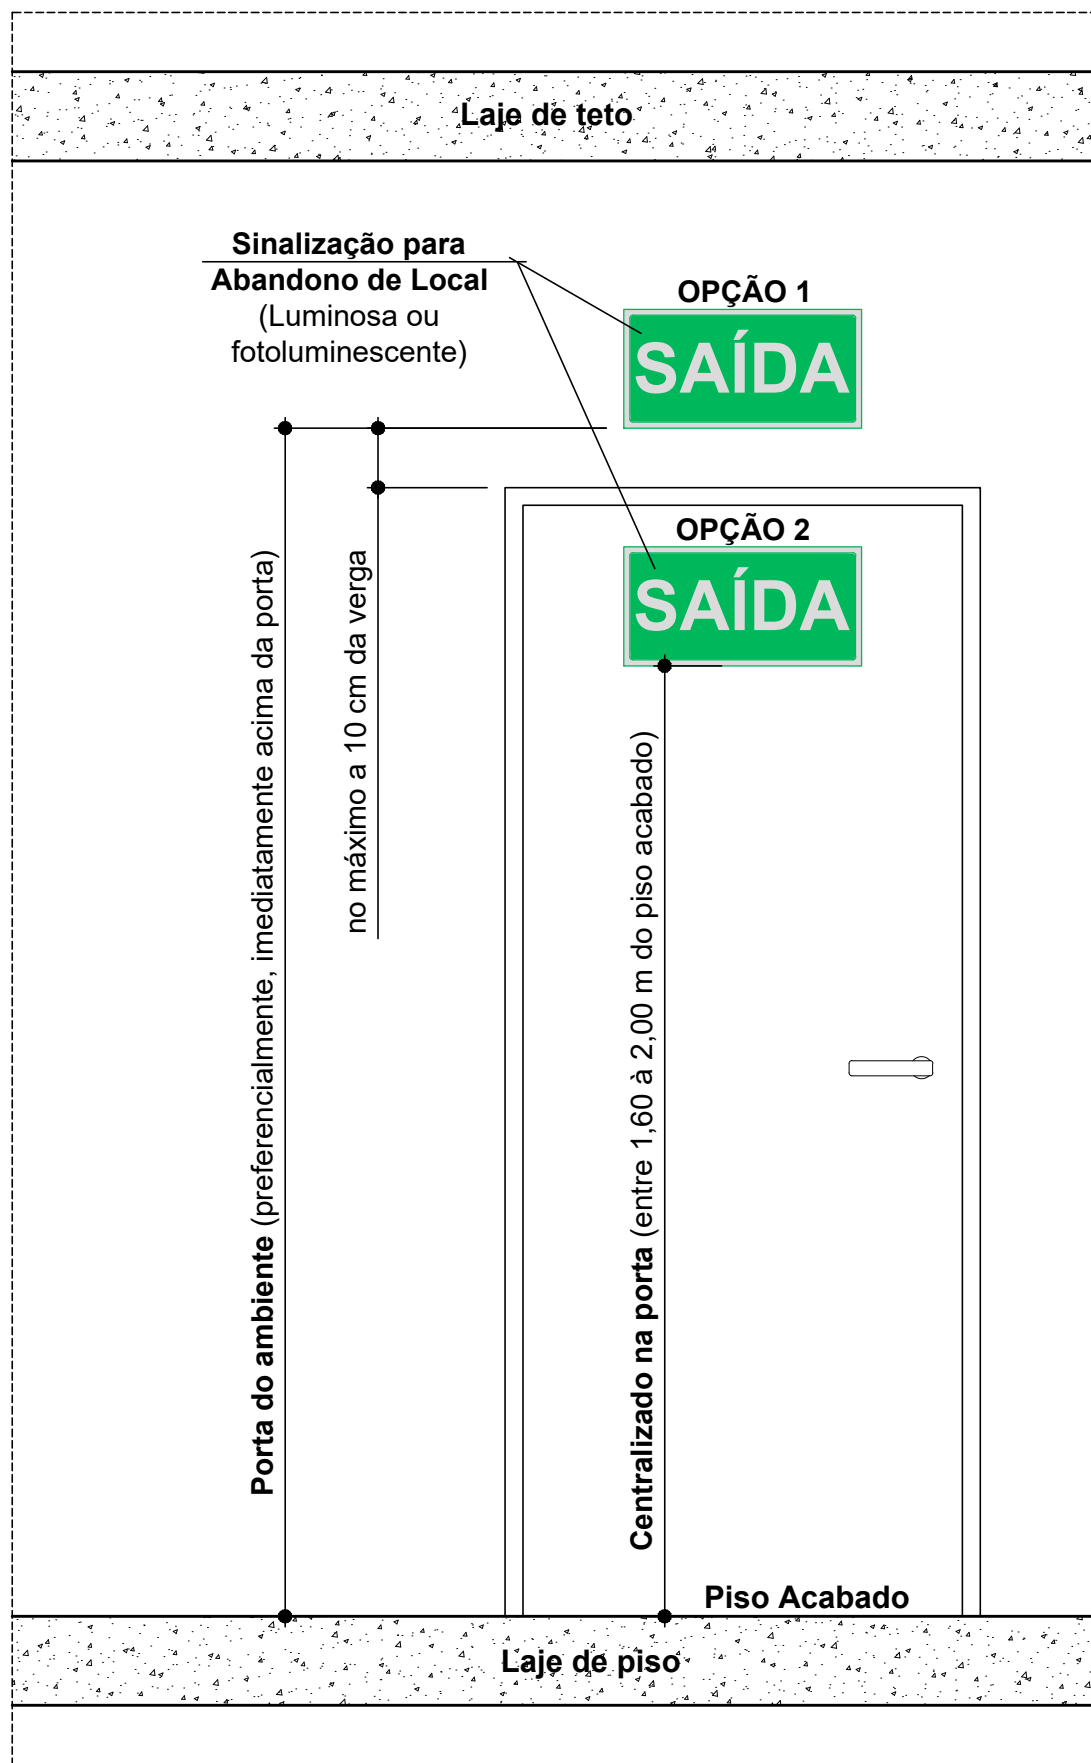 Laje de teto
Sinalização para
Abandono de Local
(Luminosa ou
fotoluminescente)
OPÇÃO 1
SAÍDA
OPÇÃO 2
SAÍDA
Porta do ambiente (preferencialmente, imediatamente acima da porta)
no máximo a 10 cm da verga
Centralizado na porta (entre 1,60 à 2,00 m do piso acabado)
Piso Acabado
Laje de piso